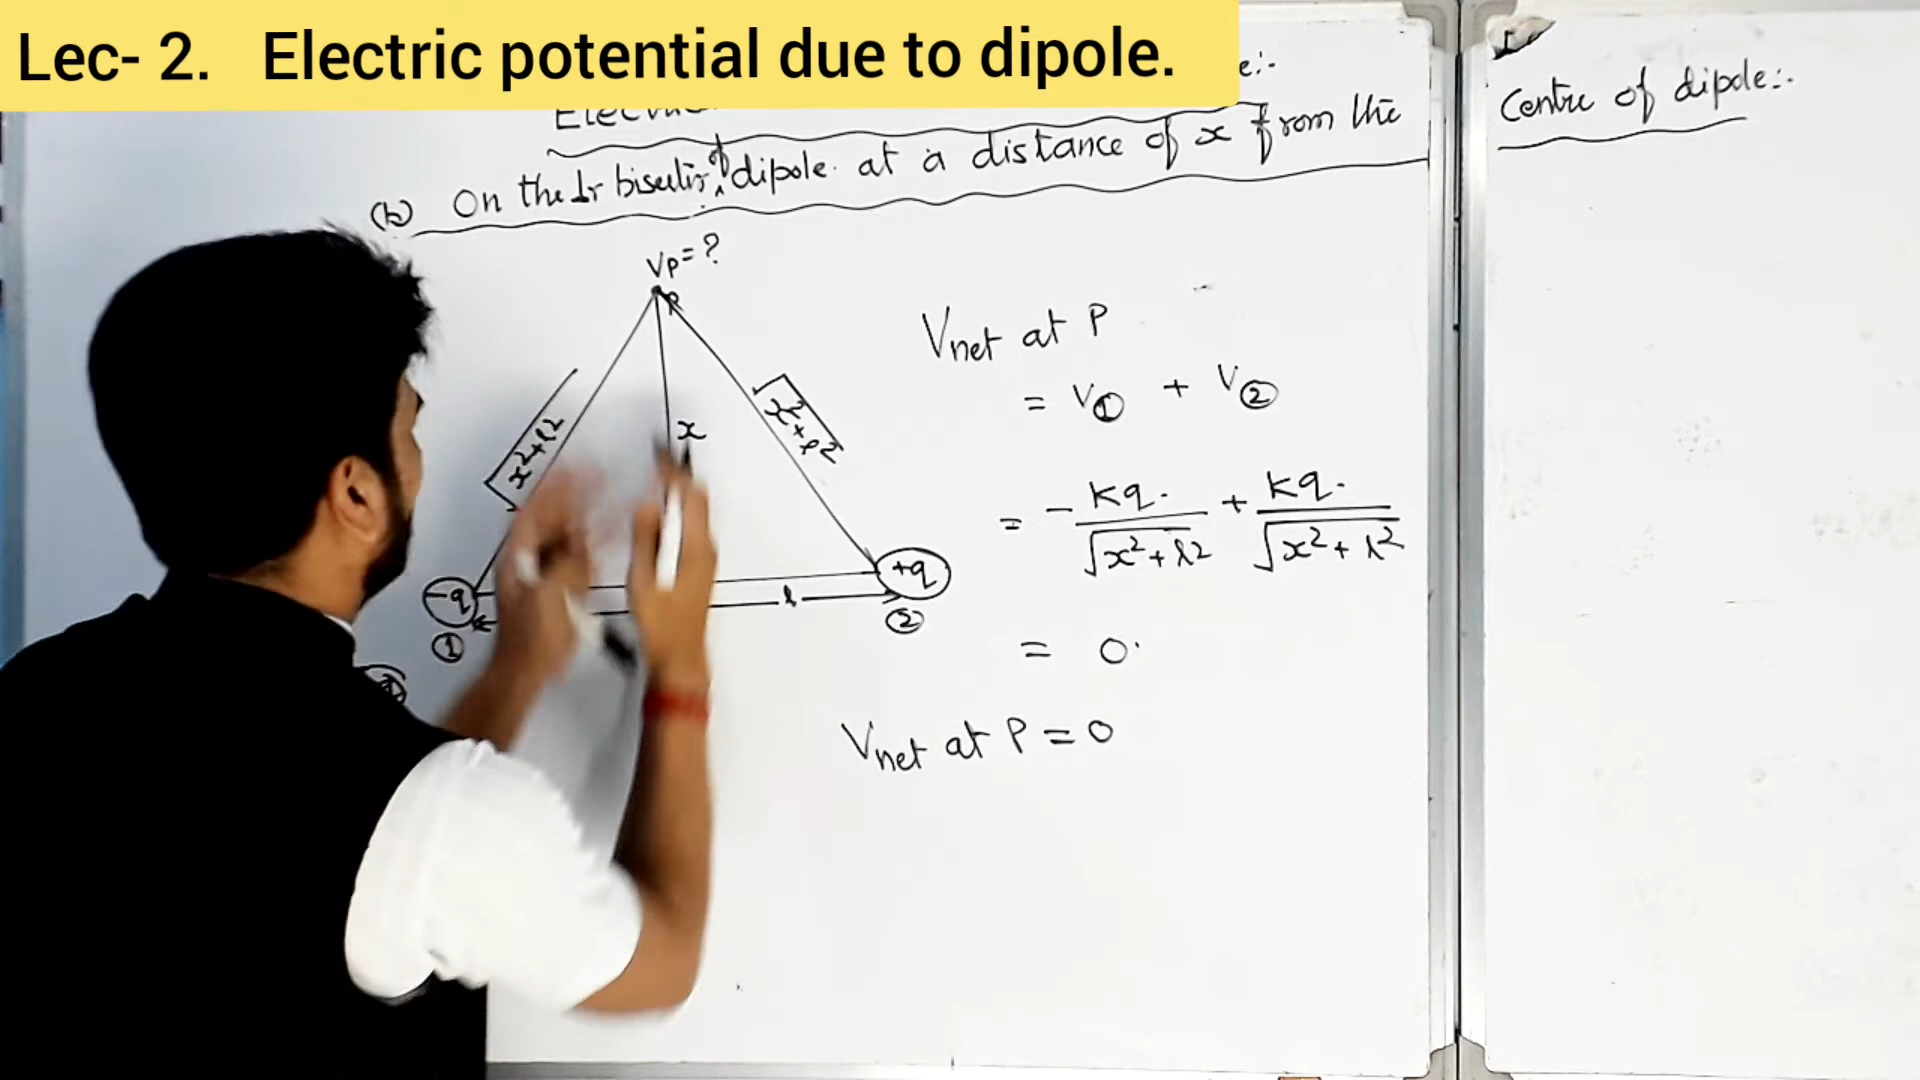 Lec- 2. Electric potential due to dipole.
e:-
(b) On the ⊥r bisector of dipole. at a distance of x from the
Centre of dipole:-
Vp=?
P
√x²+l²
x
√x²+l²
-q
+q
l
①
②
Vnet at P
= V① + V②
= - Kq. / √x²+l² + Kq. / √x²+l²
= 0.
Vnet at P = 0